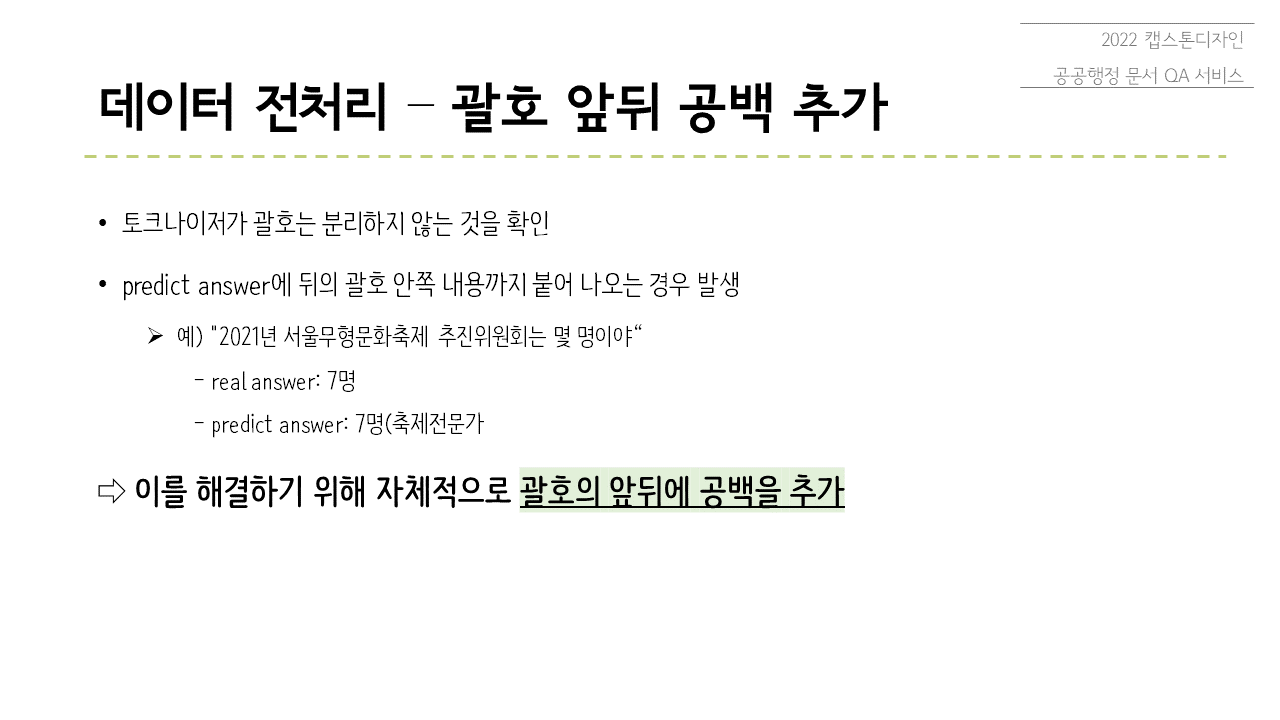 2022 캡스톤디자인
공공행정 문서 QA 서비스
데이터 전처리 – 괄호 앞뒤 공백 추가
• 토크나이저가 괄호는 분리하지 않는 것을 확인
• predict answer에 뒤의 괄호 안쪽 내용까지 붙어 나오는 경우 발생
➢ 예) "2021년 서울무형문화축제 추진위원회는 몇 명이야“
– real answer: 7명
– predict answer: 7명(축제전문가
⇨ 이를 해결하기 위해 자체적으로 괄호의 앞뒤에 공백을 추가